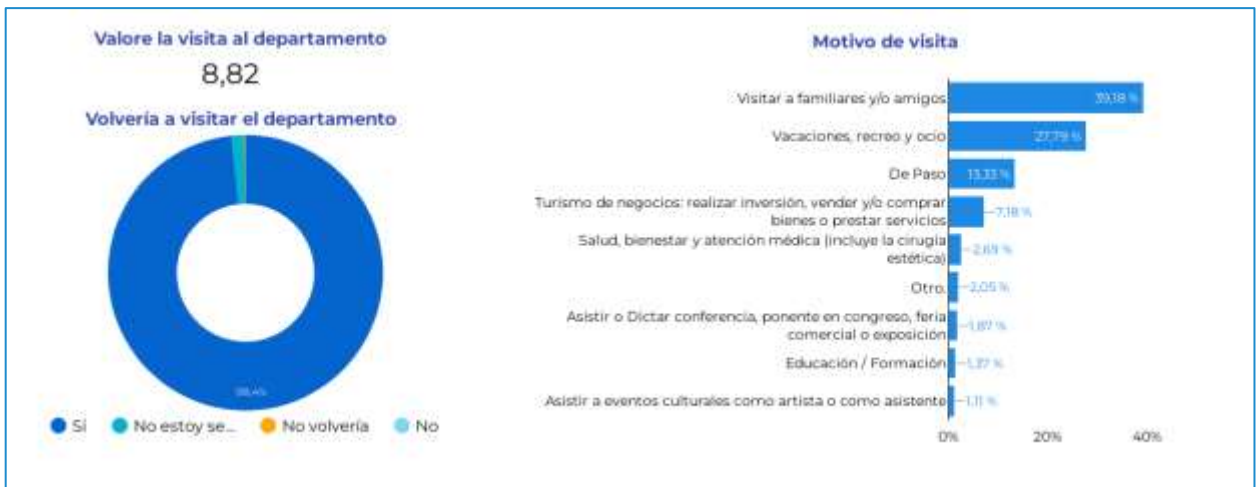 Valore la visita al departamento
8,82
Volvería a visitar el departamento
98,4%
Sí
No estoy se...
No volvería
No
Motivo de visita
Visitar a familiares y/o amigos
39,18 %
Vacaciones, recreo y ocio
27,79 %
De Paso
13,33 %
Turismo de negocios: realizar inversión, vender y/o comprar
bienes o prestar servicios
7,18 %
Salud, bienestar y atención médica (incluye la cirugía
estética)
2,69 %
Otro.
2,05 %
Asistir o Dictar conferencia, ponente en congreso, feria
comercial o exposición
1,87 %
Educación / Formación
1,37 %
Asistir a eventos culturales como artista o como asistente
1,11 %
0%
20%
40%